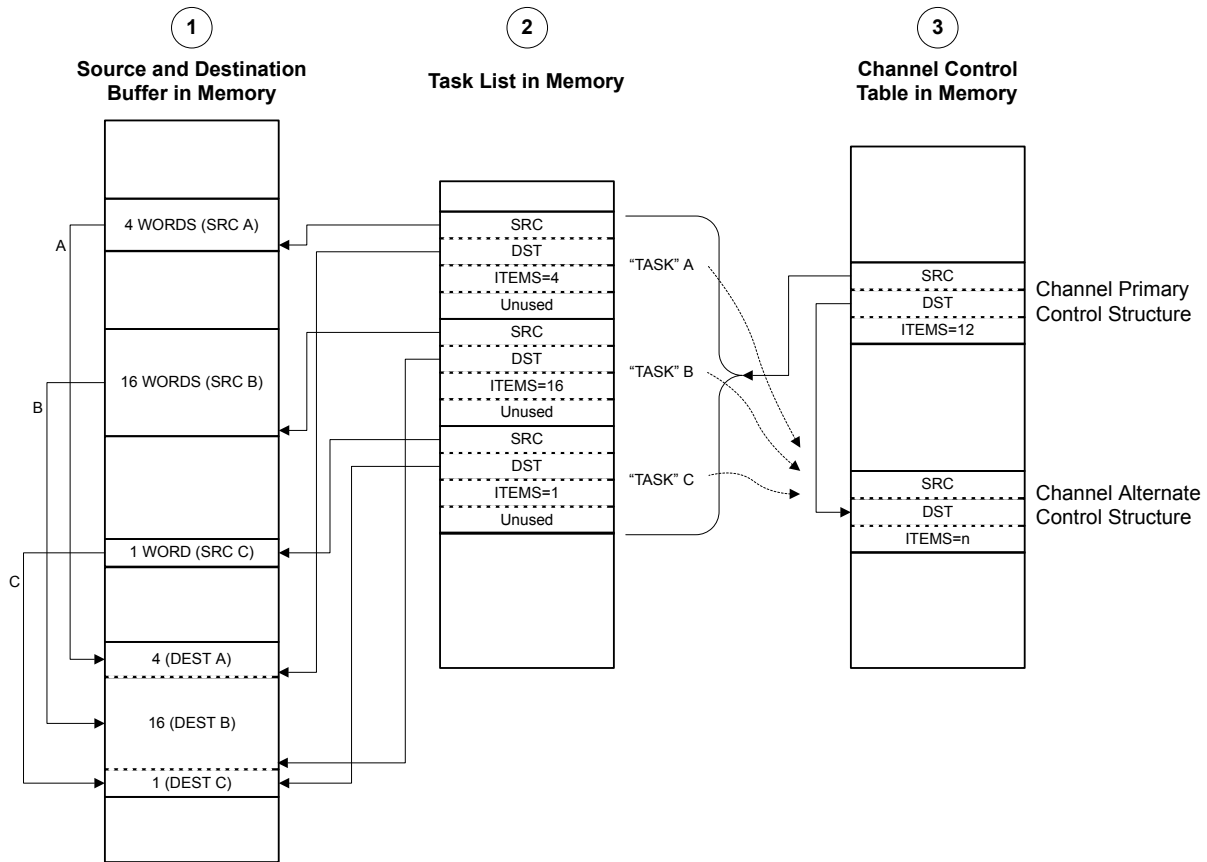 1
Source and Destination
Buffer in Memory
4 WORDS (SRC A)
A
16 WORDS (SRC B)
B
1 WORD (SRC C)
C
4 (DEST A)
16 (DEST B)
1 (DEST C)
2
Task List in Memory
SRC
DST
ITEMS=4
Unused
SRC
DST
ITEMS=16
Unused
SRC
DST
ITEMS=1
Unused
“TASK” A
“TASK” B
“TASK” C
3
Channel Control
Table in Memory
SRC
DST
ITEMS=12
Channel Primary
Control Structure
SRC
DST
ITEMS=n
Channel Alternate
Control Structure